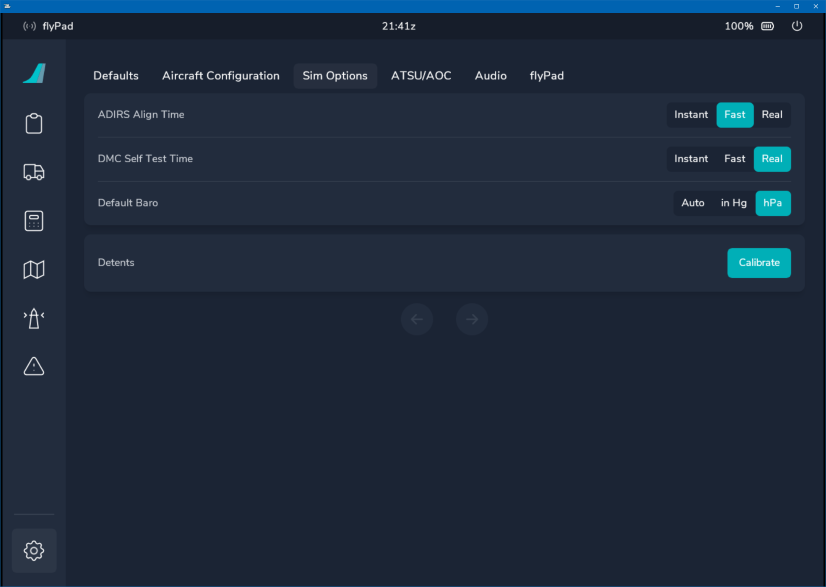 flyPad 21:41z 100%
Defaults Aircraft Configuration Sim Options ATSU/AOC Audio flyPad
ADIRS Align Time Instant Fast Real
DMC Self Test Time Instant Fast Real
Default Baro Auto in Hg hPa
Detents Calibrate